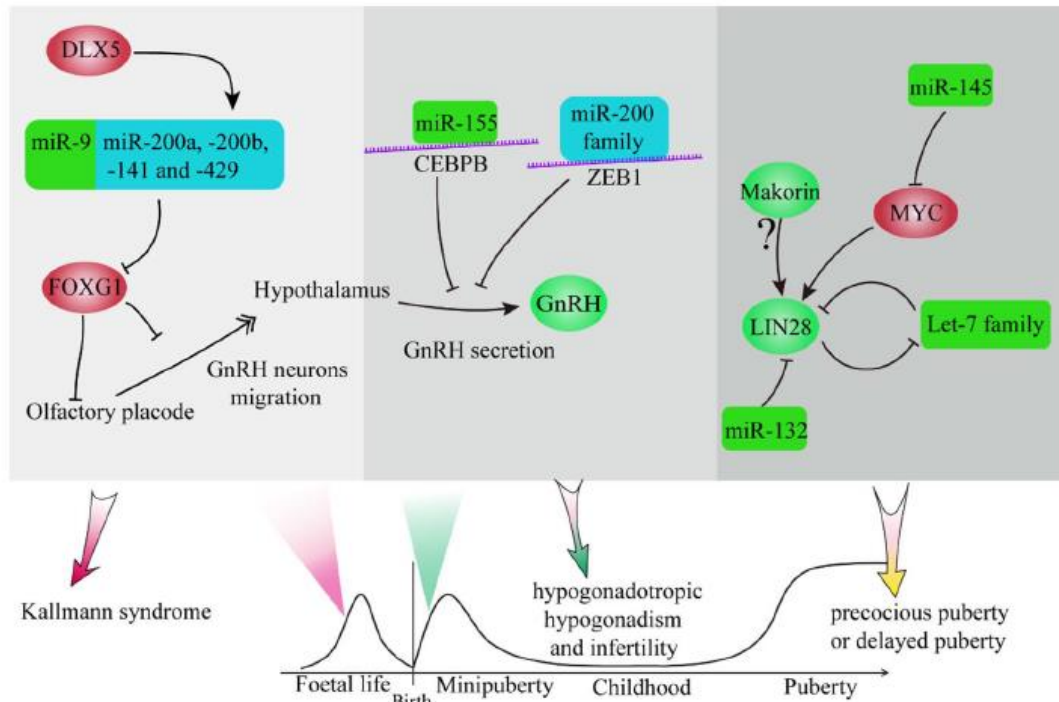 DLX5
miR-9
miR-200a, -200b,
-141 and -429
FOXG1
Hypothalamus
GnRH neurons
migration
Olfactory placode
miR-155
CEBPB
miR-200
family
ZEB1
GnRH
GnRH secretion
miR-145
Makorin
?
MYC
LIN28
Let-7 family
miR-132
Kallmann syndrome
hypogonadotropic
hypogonadism
and infertility
precocious puberty
or delayed puberty
Foetal life
Birth
Minipuberty
Childhood
Puberty